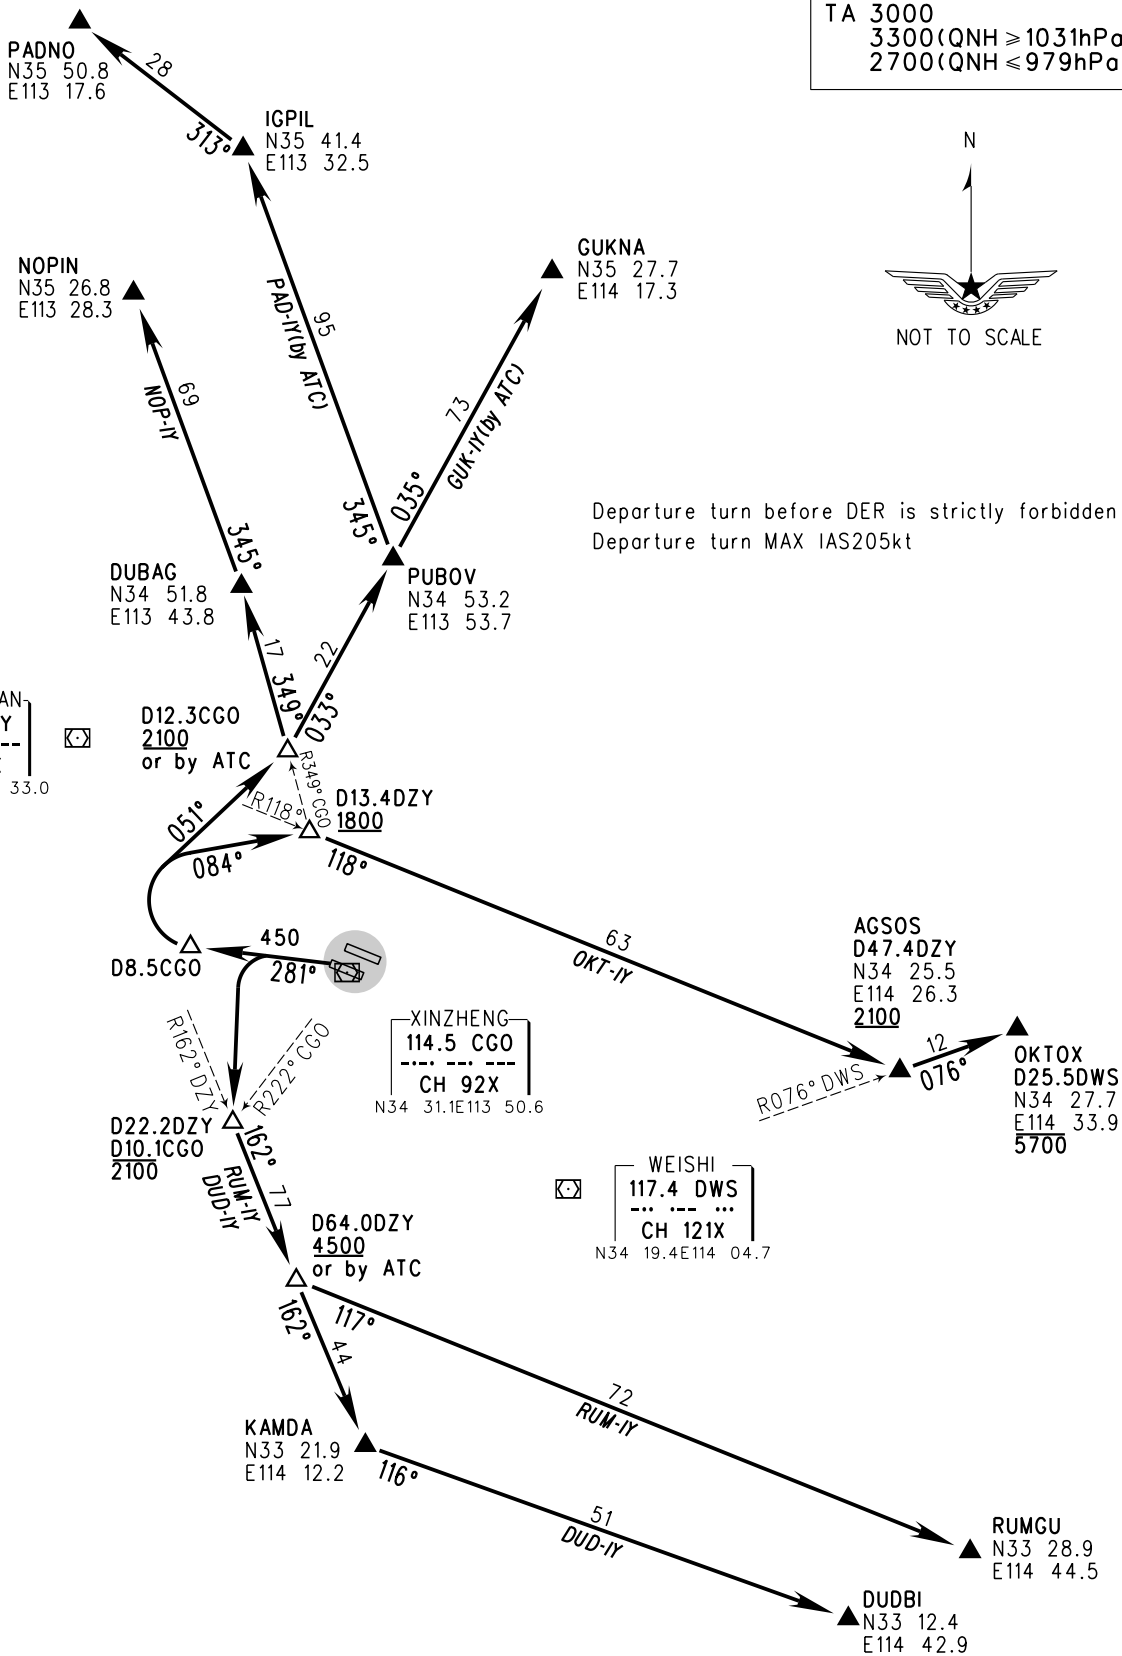 TA 3000
3300(QNH ≥ 1031hPa
2700(QNH ≤ 979hPa
PADNO
N35 50.8
E113 17.6
28
313°
IGPIL
N35 41.4
E113 32.5
N
NOT TO SCALE
NOPIN
N35 26.8
E113 28.3
GUKNA
N35 27.7
E114 17.3
95
PAD-1Y(by ATC)
69
NOP-1Y
73
GUK-1Y(by ATC)
345°
345°
035°
Departure turn before DER is strictly forbidden
Departure turn MAX IAS205kt
DUBAG
N34 51.8
E113 43.8
PUBOV
N34 53.2
E113 53.7
17
349°
22
033°
AN
Y
33.0
D12.3CGO
2100
or by ATC
R349° CGO
R118°
D13.4DZY
1800
051°
084°
118°
450
281°
D8.5CGO
63
OKT-1Y
AGSOS
D47.4DZY
N34 25.5
E114 26.3
2100
12
076°
R076° DWS
OKTOX
D25.5DWS
N34 27.7
E114 33.9
5700
XINZHENG
114.5 CGO
-·-· --· ---
CH 92X
N34 31.1E113 50.6
R162° DZY
R222° CGO
D22.2DZY
D10.1CGO
2100
162°
77
RUM-1Y
DUD-1Y
WEISHI
117.4 DWS
-·· ·-- ···
CH 121X
N34 19.4E114 04.7
D64.0DZY
4500
or by ATC
162°
117°
44
72
RUM-1Y
KAMDA
N33 21.9
E114 12.2
116°
51
DUD-1Y
RUMGU
N33 28.9
E114 44.5
DUDBI
N33 12.4
E114 42.9